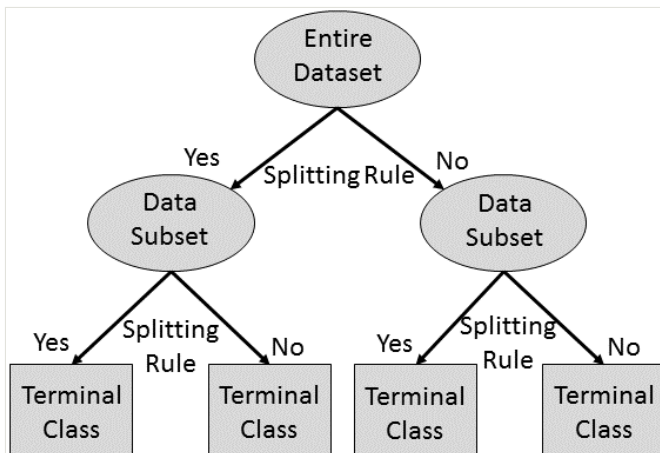 Entire
Dataset
Yes
Splitting Rule
No
Data
Subset
Data
Subset
Yes
Splitting
Rule
No
Yes
Splitting
Rule
No
Terminal
Class
Terminal
Class
Terminal
Class
Terminal
Class